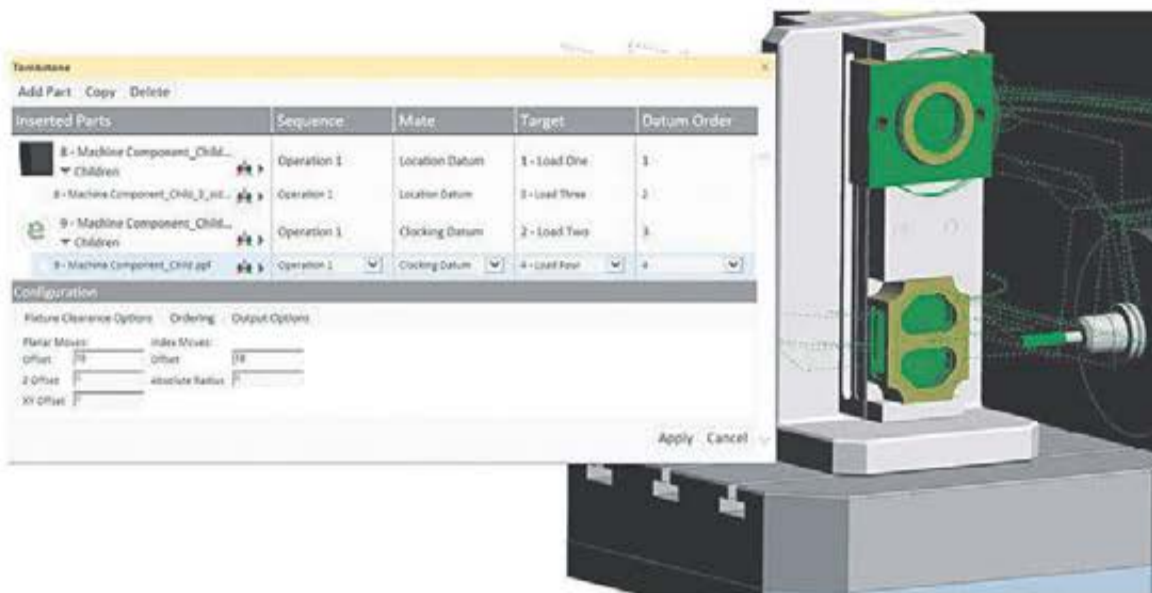 Tombstone
Add Part Copy Delete
Inserted Parts Sequence Mate Target Datum Order
8 - Machine Component_Child... Operation 1 Location Datum 1 - Load One 1
Children
8 - Machine Component_Child_3_ Operation 1 Location Datum 3 - Load Three 2
9 - Machine Component_Child... Operation 1 Clocking Datum 2 - Load Two 3
Children
9 - Machine Component_Child.ppf Operation 1 Clocking Datum 4 - Load Four 4
Configuration
Fixture Clearance Options Ordering Output Options
Planar Moves: Index Moves:
Offset Offset
Z Offset Absolute Radius
XY Offset
Apply Cancel